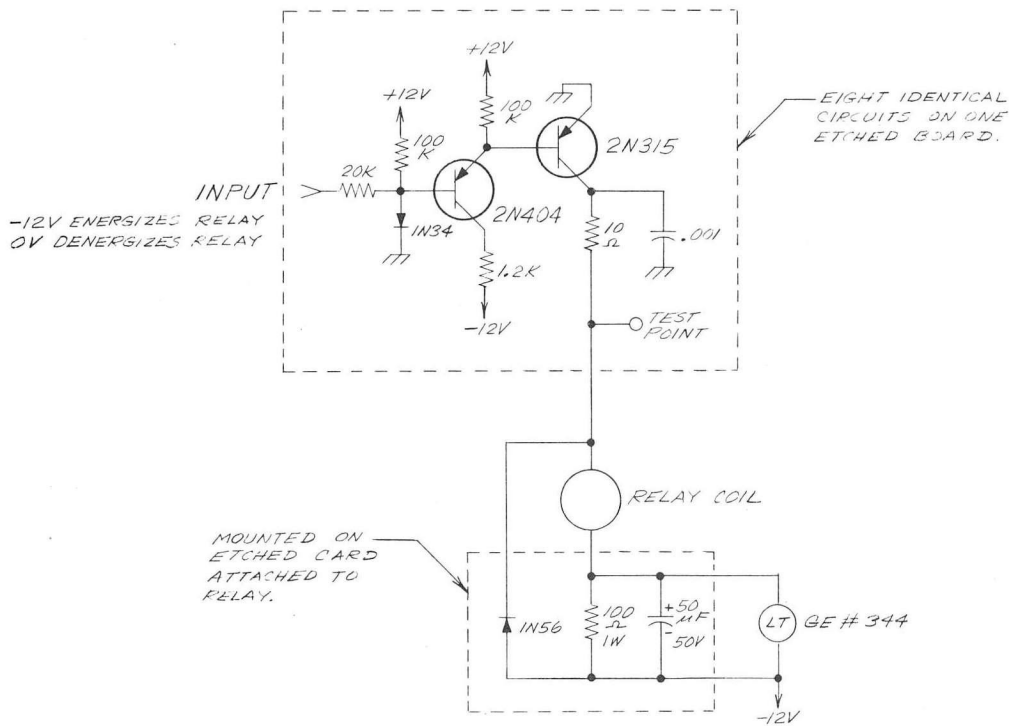 +12V
+12V
100
K
100
K
2N315
EIGHT IDENTICAL
CIRCUITS ON ONE
ETCHED BOARD.
20K
INPUT
2N404
-12V ENERGIZES RELAY
0V DENERGIZES RELAY
1N34
1.2K
-12V
10
Ω
.001
TEST
POINT
RELAY COIL
MOUNTED ON
ETCHED CARD
ATTACHED TO
RELAY.
1N56
100
Ω
1W
+50
μF
-50V
LT
GE # 344
-12V